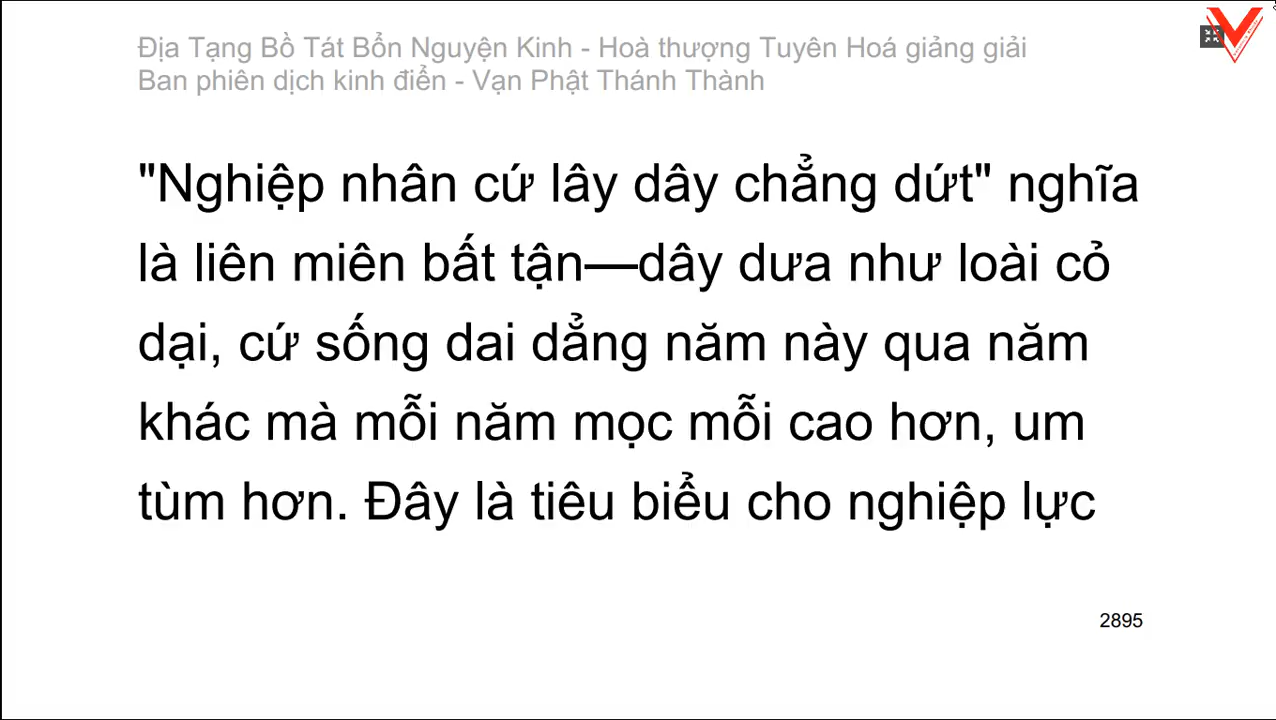 Địa Tạng Bồ Tát Bổn Nguyện Kinh - Hoà thượng Tuyên Hoá giảng giải
Ban phiên dịch kinh điển - Vạn Phật Thánh Thành
"Nghiệp nhân cứ lây dây chẳng dứt" nghĩa
là liên miên bất tận—dây dưa như loài cỏ
dại, cứ sống dai dẳng năm này qua năm
khác mà mỗi năm mọc mỗi cao hơn, um
tùm hơn. Đây là tiêu biểu cho nghiệp lực
2895